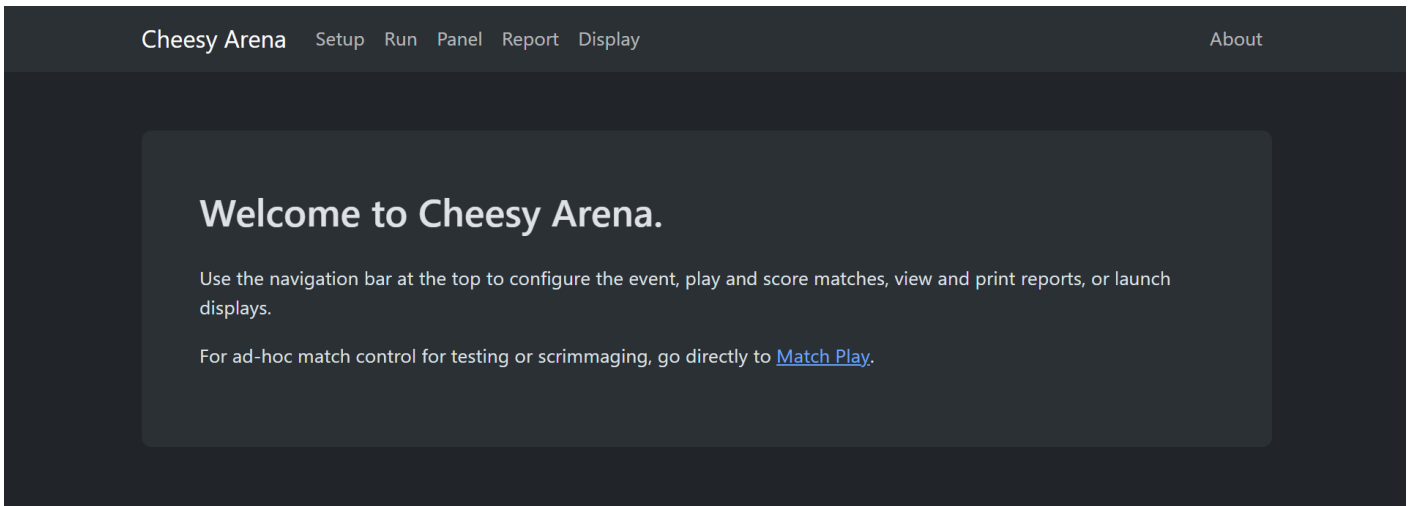 Cheesy Arena Setup Run Panel Report Display About
Welcome to Cheesy Arena.
Use the navigation bar at the top to configure the event, play and score matches, view and print reports, or launch
displays.
For ad-hoc match control for testing or scrimmaging, go directly to Match Play.